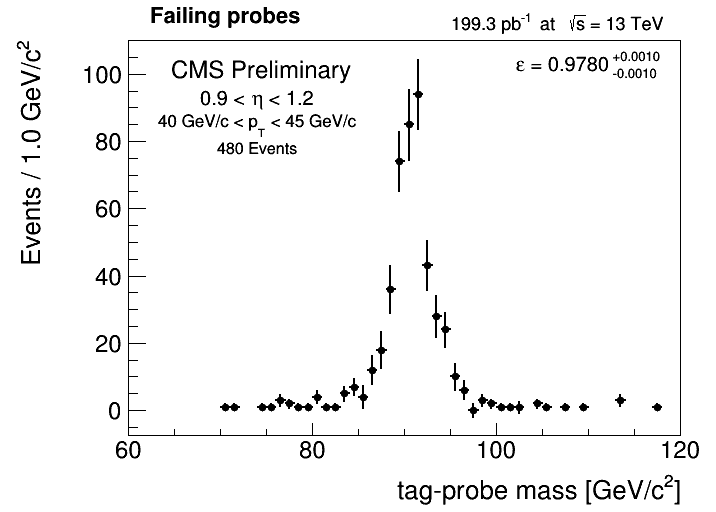 Failing probes
199.3 pb⁻¹ at √s = 13 TeV
CMS Preliminary
0.9 < η < 1.2
40 GeV/c < p_T < 45 GeV/c
480 Events
ε = 0.9780 +0.0010 -0.0010
Events / 1.0 GeV/c²
100
80
60
40
20
0
60 80 100 120
tag-probe mass [GeV/c²]